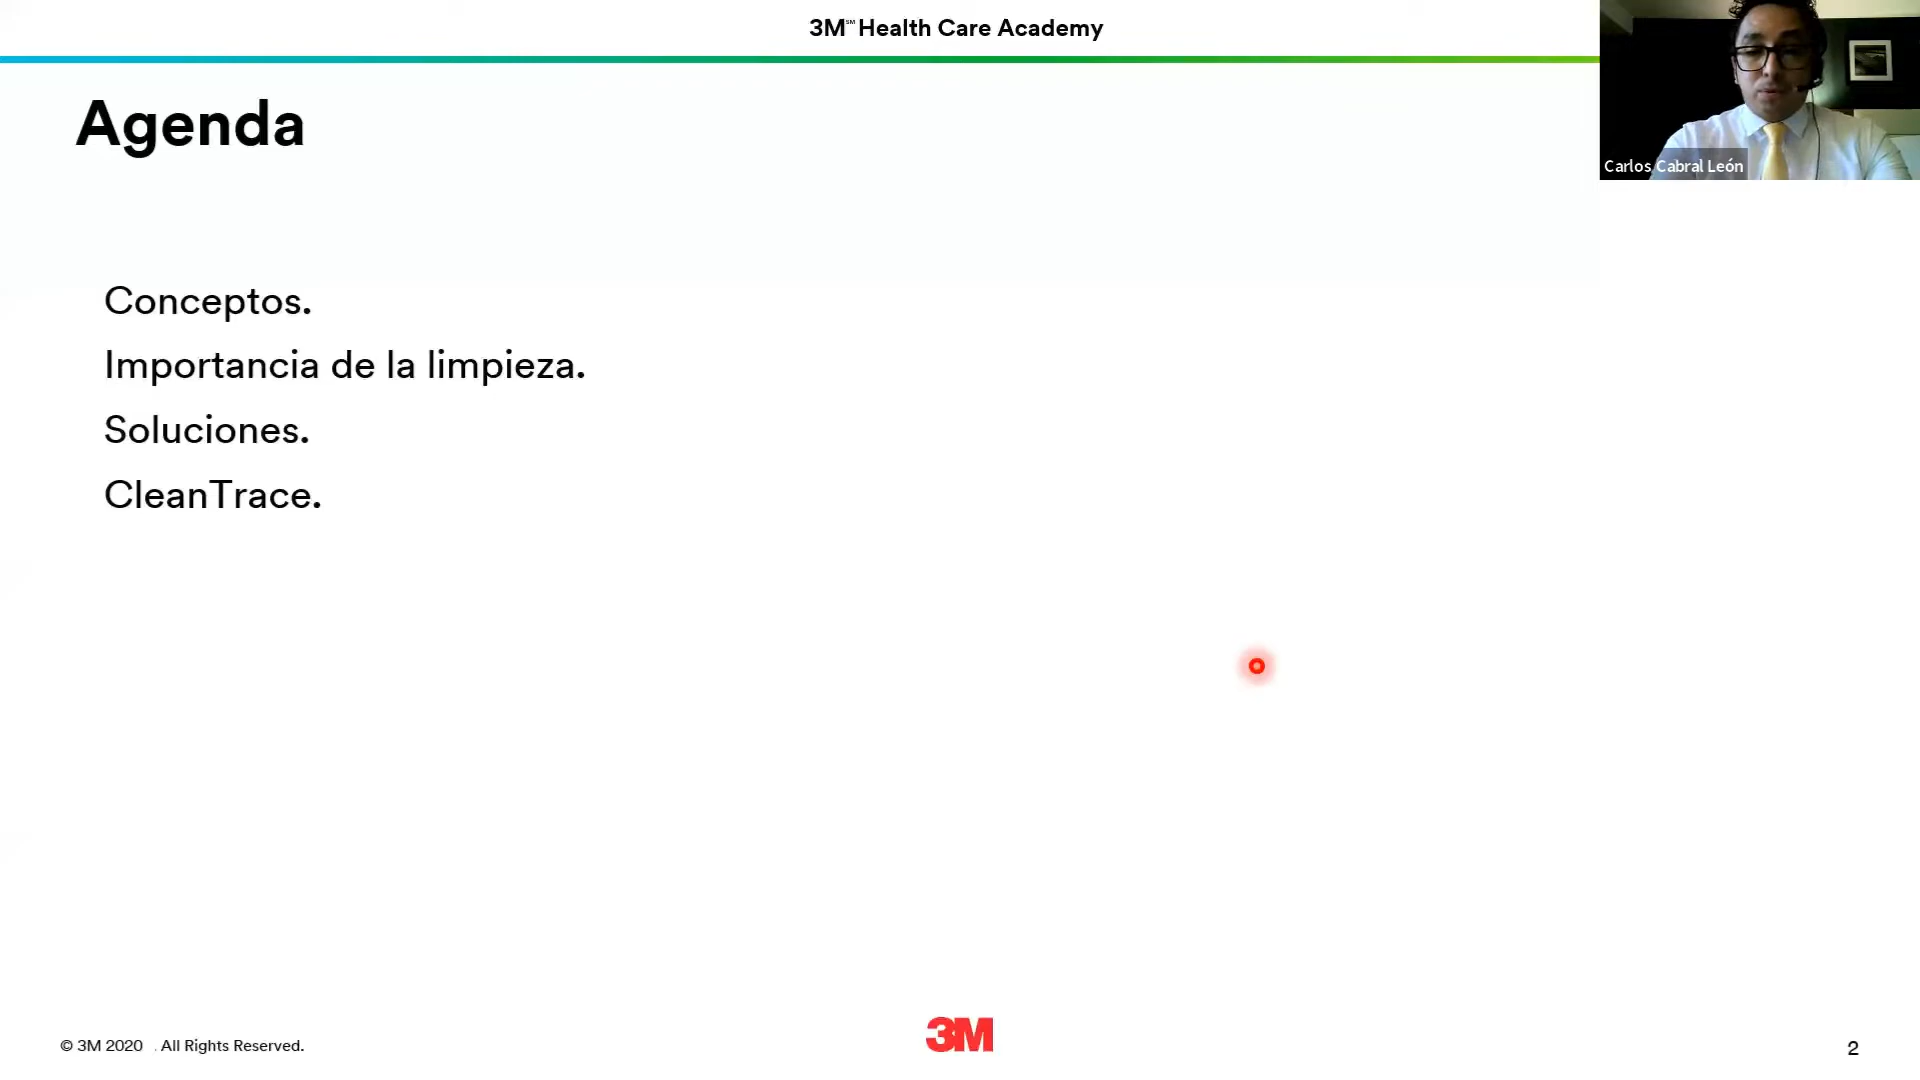 3M℠ Health Care Academy
Carlos Cabral León
Agenda
Conceptos.
Importancia de la limpieza.
Soluciones.
CleanTrace.
© 3M 2020 . All Rights Reserved.
3M
2